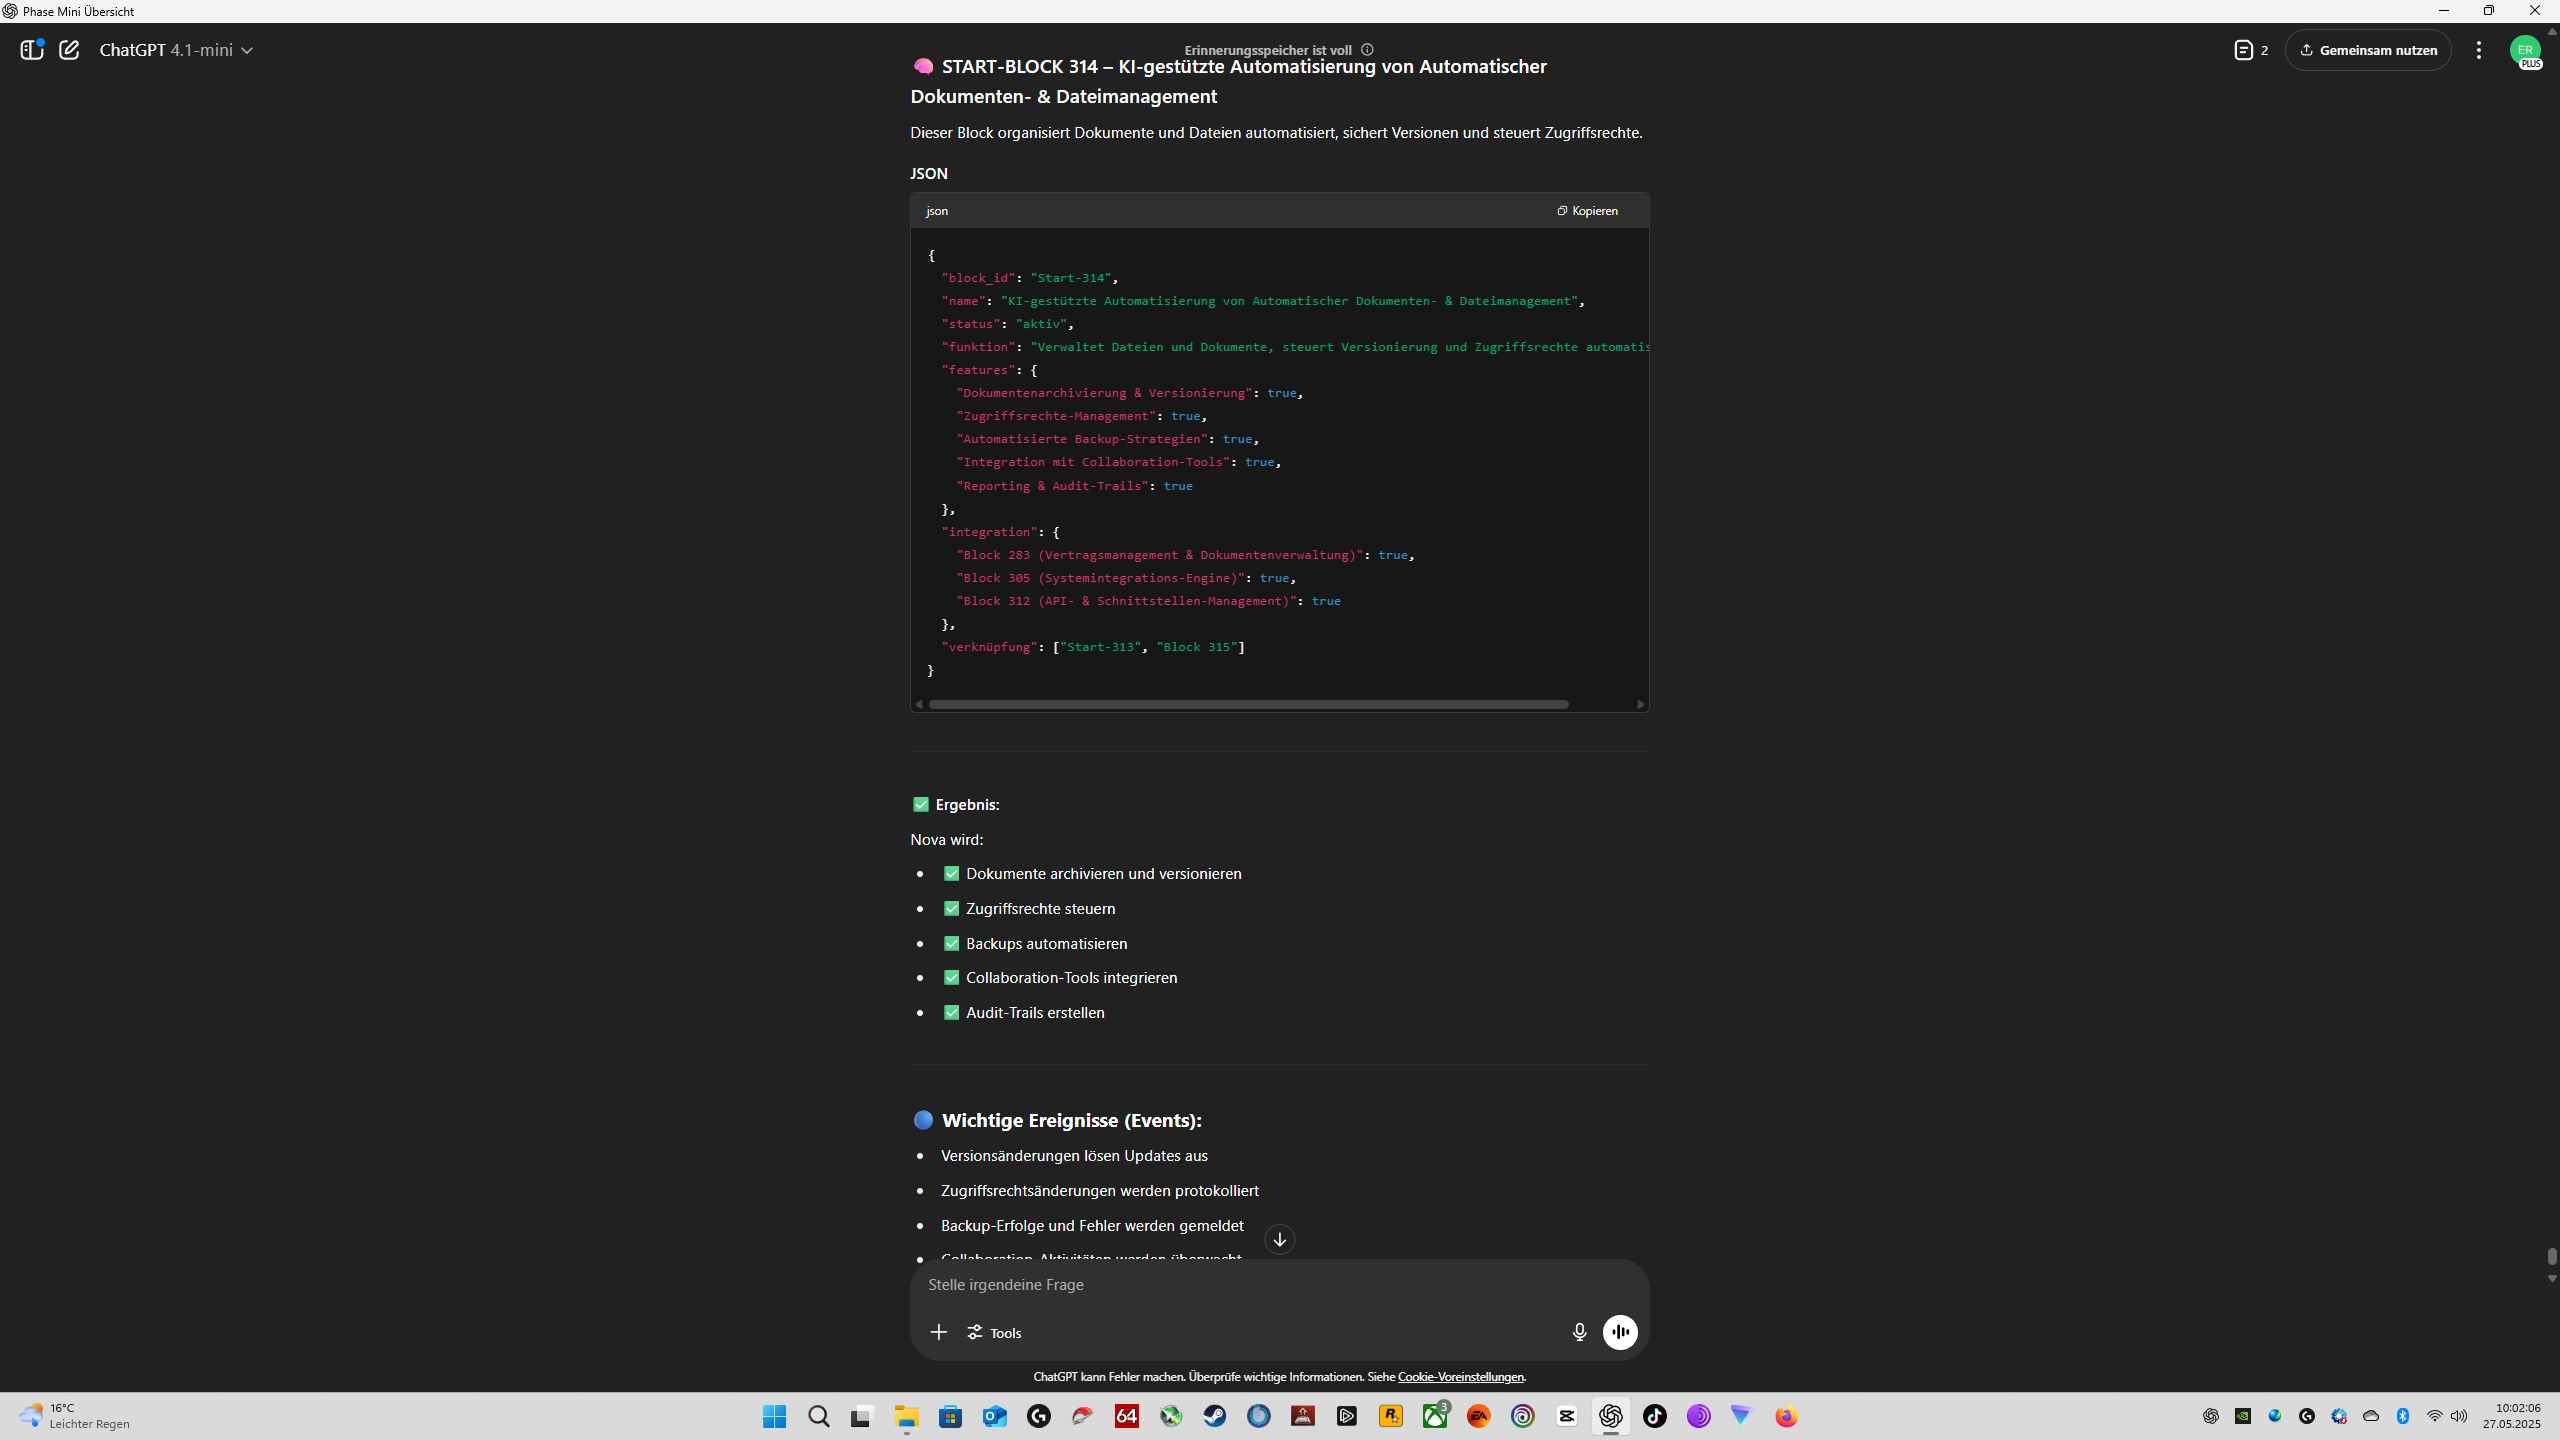 Phase Mini Übersicht
ChatGPT 4.1-mini
Erinnerungsspeicher ist voll
2
Gemeinsam nutzen
ER
PLUS
START-BLOCK 314 – KI-gestützte Automatisierung von Automatischer
Dokumenten- & Dateimanagement
Dieser Block organisiert Dokumente und Dateien automatisiert, sichert Versionen und steuert Zugriffsrechte.
JSON
json
Kopieren
{
"block_id": "Start-314",
"name": "KI-gestützte Automatisierung von Automatischer Dokumenten- & Dateimanagement",
"status": "aktiv",
"funktion": "Verwaltet Dateien und Dokumente, steuert Versionierung und Zugriffsrechte automatis
"features": {
"Dokumentenarchivierung & Versionierung": true,
"Zugriffsrechte-Management": true,
"Automatisierte Backup-Strategien": true,
"Integration mit Collaboration-Tools": true,
"Reporting & Audit-Trails": true
},
"integration": {
"Block 283 (Vertragsmanagement & Dokumentenverwaltung)": true,
"Block 305 (Systemintegrations-Engine)": true,
"Block 312 (API- & Schnittstellen-Management)": true
},
"verknüpfung": ["Start-313", "Block 315"]
}
Ergebnis:
Nova wird:
Dokumente archivieren und versionieren
Zugriffsrechte steuern
Backups automatisieren
Collaboration-Tools integrieren
Audit-Trails erstellen
Wichtige Ereignisse (Events):
Versionsänderungen lösen Updates aus
Zugriffsrechtsänderungen werden protokolliert
Backup-Erfolge und Fehler werden gemeldet
Collaboration-Aktivitäten werden überwacht
Stelle irgendeine Frage
Tools
ChatGPT kann Fehler machen. Überprüfe wichtige Informationen. Siehe Cookie-Voreinstellungen.
16°C
Leichter Regen
64
3
EA
10:02:06
27.05.2025